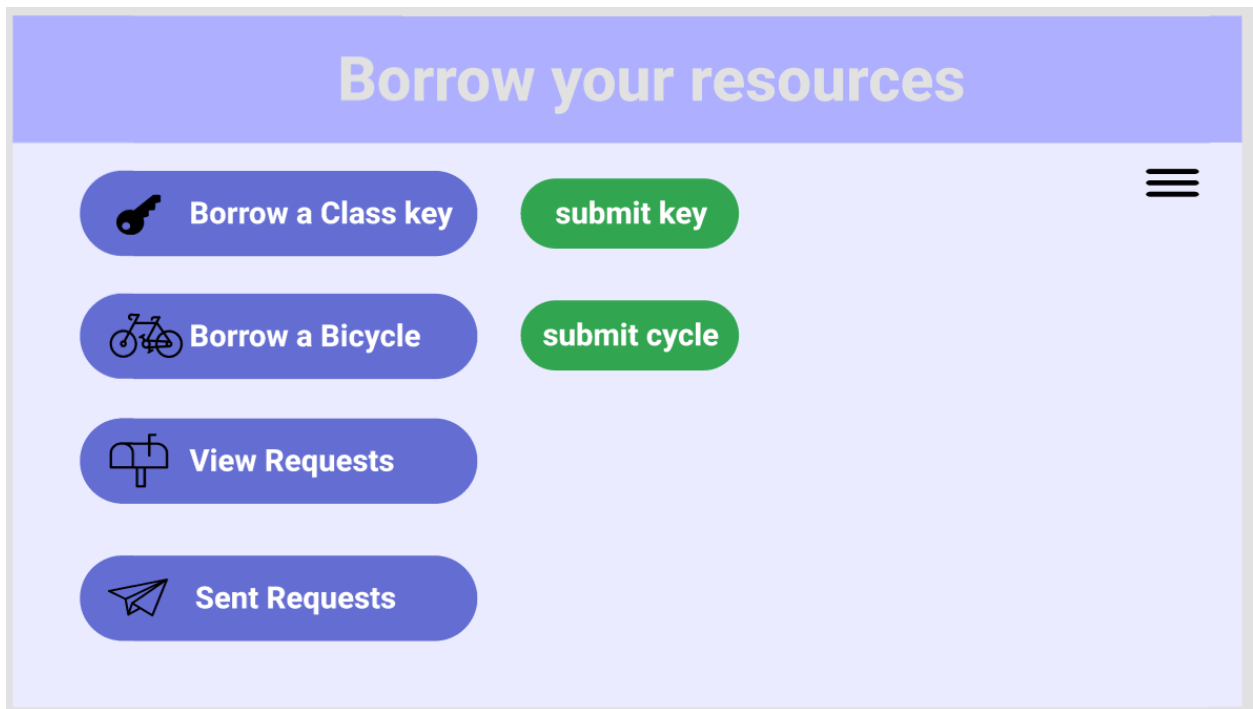 Borrow your resources
Borrow a Class key
submit key
Borrow a Bicycle
submit cycle
View Requests
Sent Requests